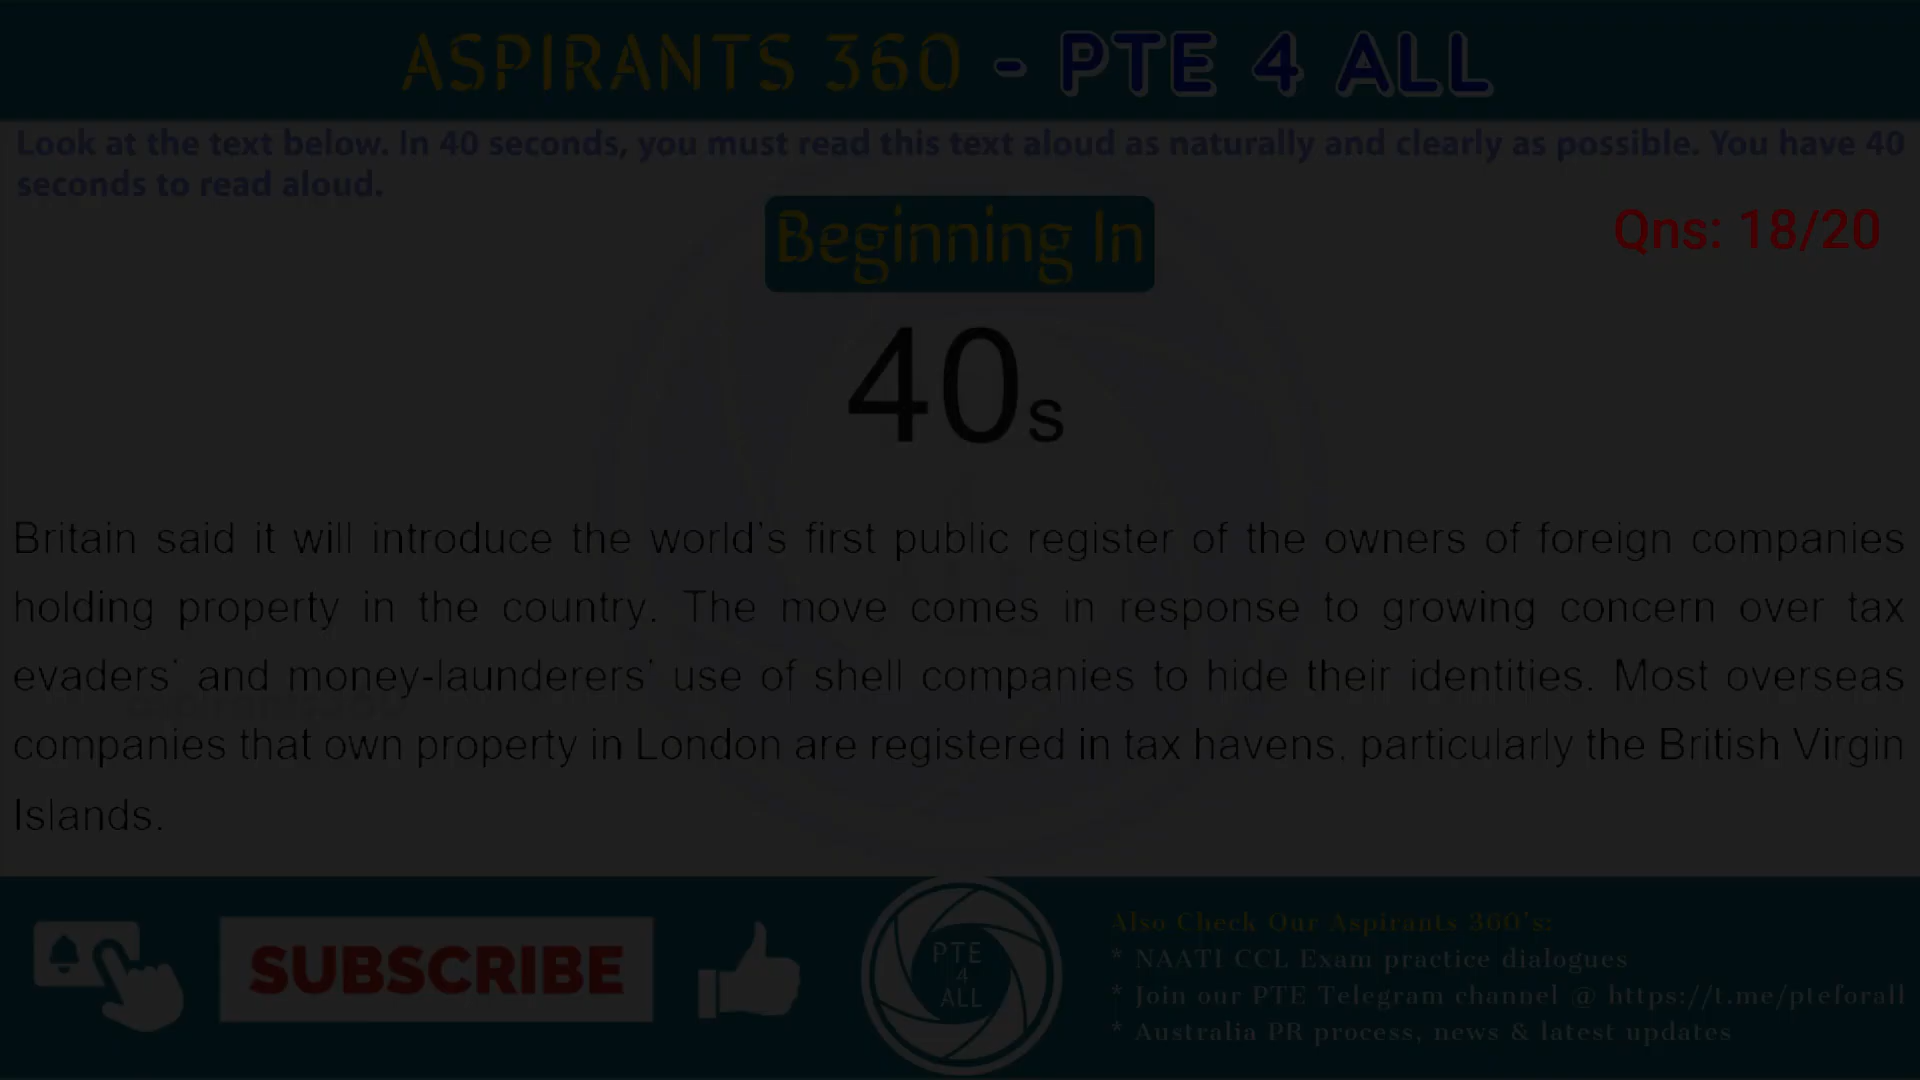 ASPIRANTS 360 - PTE 4 ALL
Look at the text below. In 40 seconds, you must read this text aloud as naturally and clearly as possible. You have 40
seconds to read aloud.
Beginning In
Qns: 18/20
40s
Britain said it will introduce the world's first public register of the owners of foreign companies
holding property in the country. The move comes in response to growing concern over tax
evaders' and money-launderers' use of shell companies to hide their identities. Most overseas
companies that own property in London are registered in tax havens, particularly the British Virgin
Islands.
SUBSCRIBE
PTE
4
ALL
Also Check Our Aspirants 360's:
* NAATI CCL Exam practice dialogues
* Join our PTE Telegram channel @ https://t.me/pteforall
* Australia PR process, news & latest updates